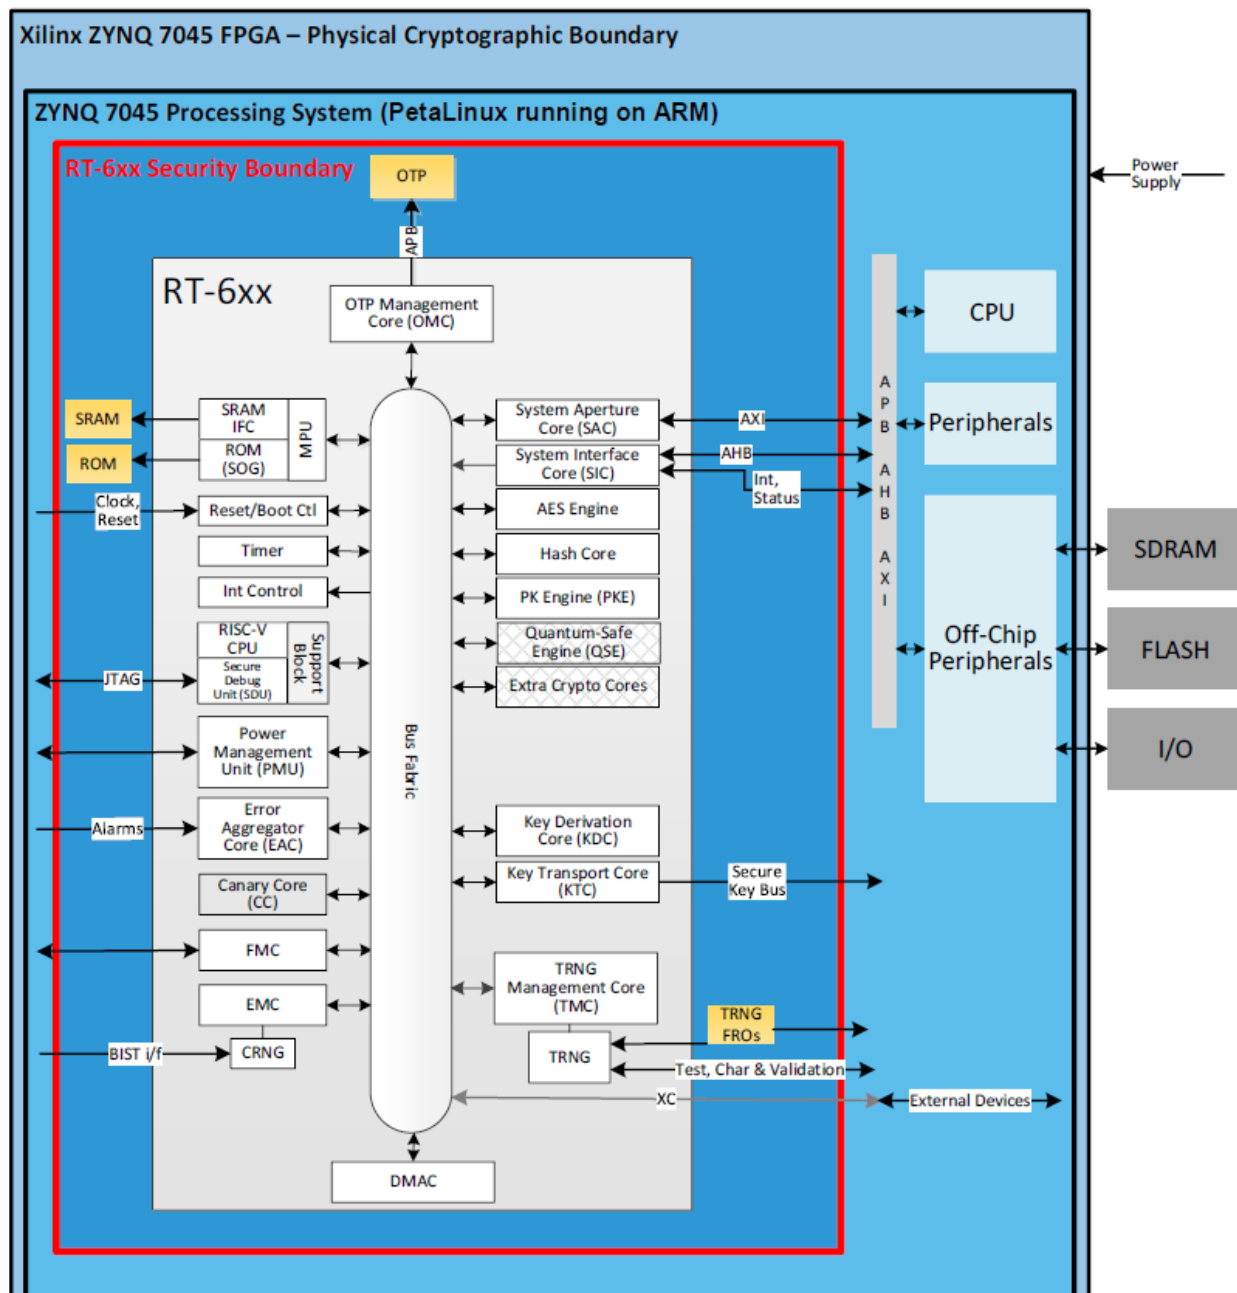 Xilinx ZYNQ 7045 FPGA – Physical Cryptographic Boundary
ZYNQ 7045 Processing System (PetaLinux running on ARM)
RT-6xx Security Boundary
OTP
Power
Supply
APB
RT-6xx
OTP Management
Core (OMC)
CPU
SRAM
SRAM
IFC
ROM
(SOG)
MPU
ROM
System Aperture
Core (SAC)
AXI
System Interface
Core (SIC)
AHB
Int,
Status
APB AHB AXI
Peripherals
Clock,
Reset
Reset/Boot Ctl
AES Engine
Timer
Hash Core
SDRAM
Int Control
PK Engine (PKE)
RISC-V
CPU
Secure
Debug
Unit (SDU)
Support
Block
Quantum-Safe
Engine (QSE)
Off-Chip
Peripherals
FLASH
JTAG
Extra Crypto Cores
Power
Management
Unit (PMU)
Bus Fabric
I/O
Alarms
Error
Aggregator
Core (EAC)
Key Derivation
Core (KDC)
Canary Core
(CC)
Key Transport Core
(KTC)
Secure
Key Bus
FMC
TRNG
Management Core
(TMC)
EMC
TRNG
FROs
BIST i/f
CRNG
TRNG
Test, Char & Validation
XC
External Devices
DMAC